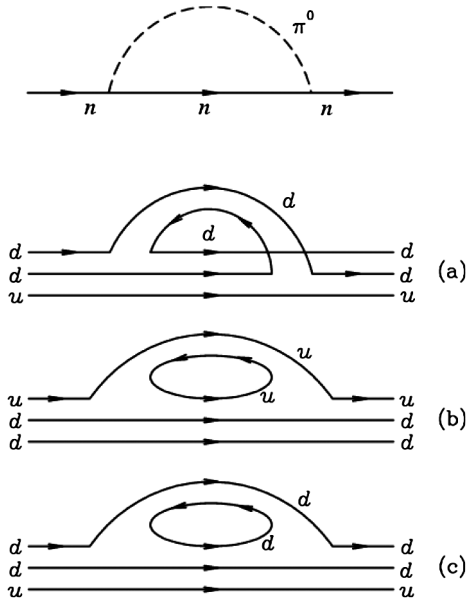 π⁰
n n n
d
d d d
d d (a)
u u
u
u u u
d d (b)
d d
d
d d d
d d (c)
u u